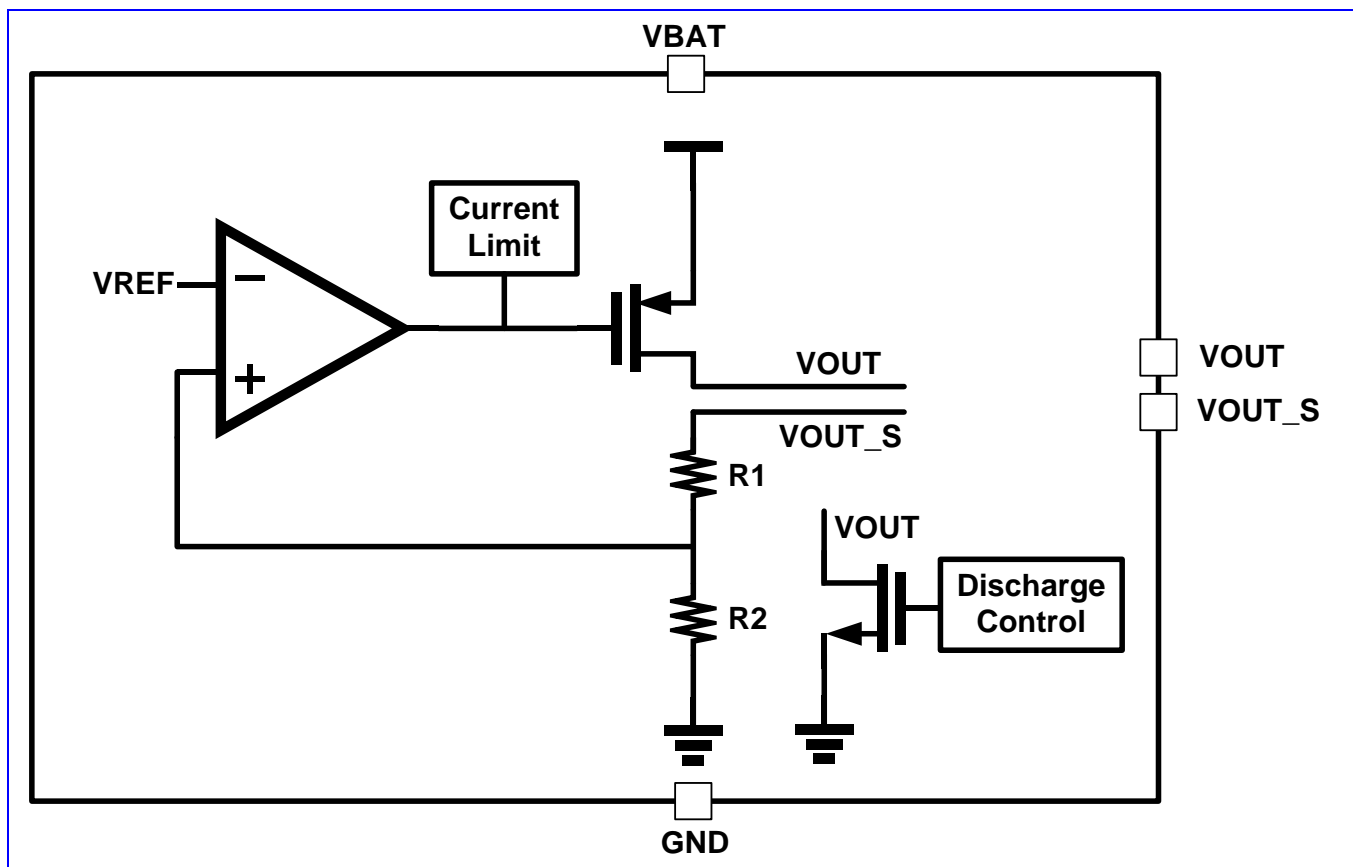 VBAT
Current
Limit
VREF
−
+
VOUT
VOUT_S
VOUT
VOUT_S
R1
VOUT
Discharge
Control
R2
GND